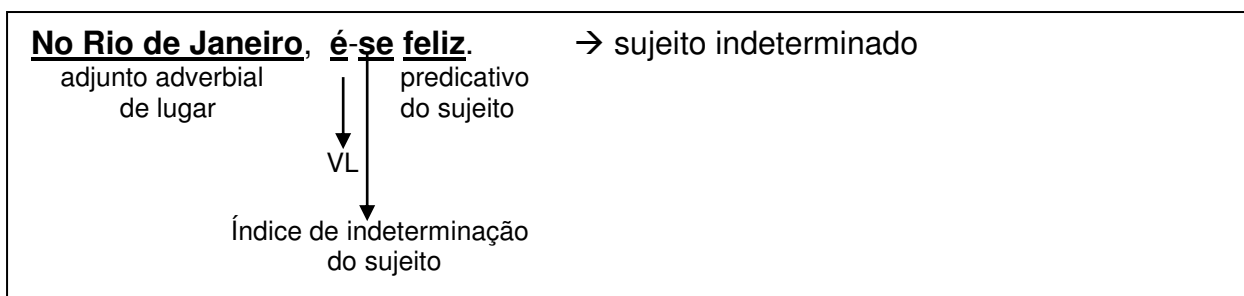 No Rio de Janeiro, é-se feliz. → sujeito indeterminado
adjunto adverbial predicativo
de lugar do sujeito
VL
Índice de indeterminação
do sujeito